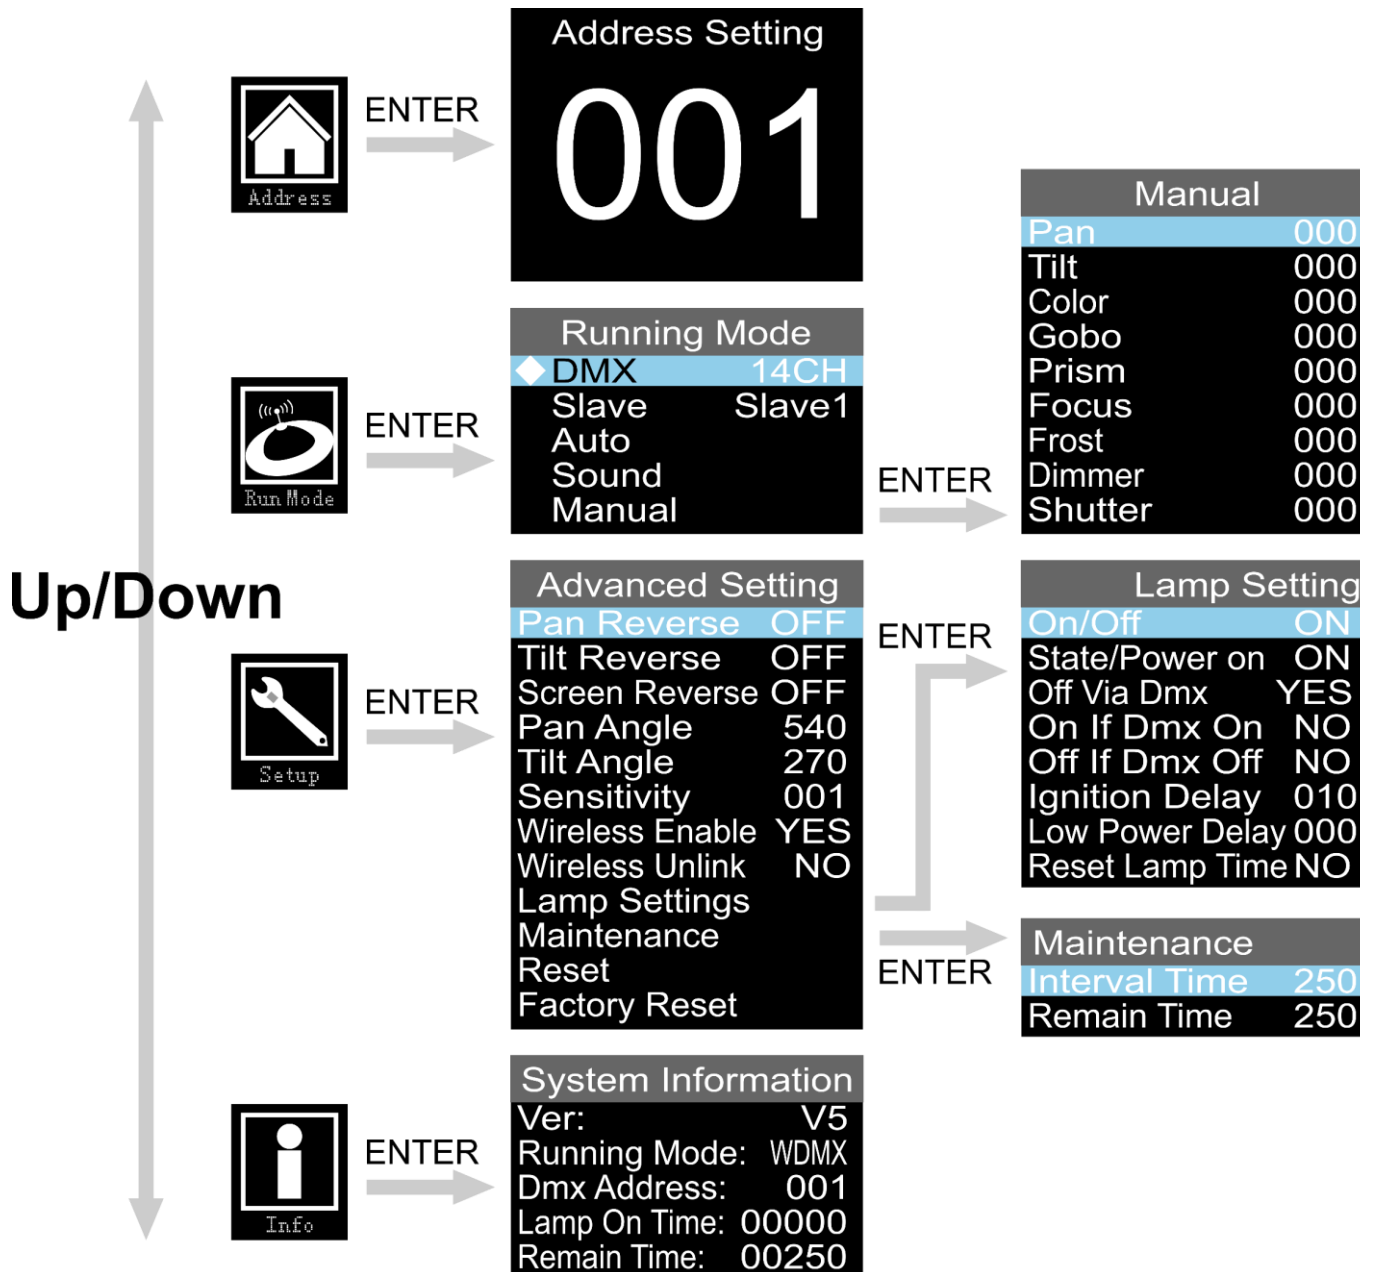 Up/Down
Address
ENTER
Address Setting
001
Run Mode
ENTER
Running Mode
DMX 14CH
Slave Slave1
Auto
Sound
Manual
ENTER
Manual
Pan 000
Tilt 000
Color 000
Gobo 000
Prism 000
Focus 000
Frost 000
Dimmer 000
Shutter 000
Setup
ENTER
Advanced Setting
Pan Reverse OFF
Tilt Reverse OFF
Screen Reverse OFF
Pan Angle 540
Tilt Angle 270
Sensitivity 001
Wireless Enable YES
Wireless Unlink NO
Lamp Settings
Maintenance
Reset
Factory Reset
ENTER
Lamp Setting
On/Off ON
State/Power on ON
Off Via Dmx YES
On If Dmx On NO
Off If Dmx Off NO
Ignition Delay 010
Low Power Delay 000
Reset Lamp Time NO
ENTER
Maintenance
Interval Time 250
Remain Time 250
Info
ENTER
System Information
Ver: V5
Running Mode: WDMX
Dmx Address: 001
Lamp On Time: 00000
Remain Time: 00250